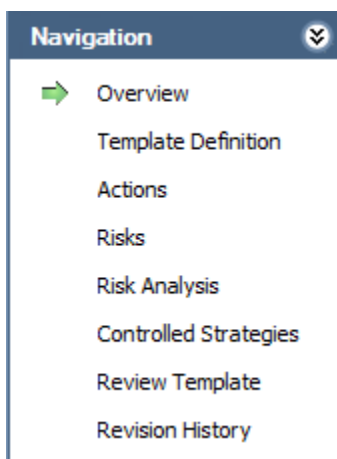 Navigation
Overview
Template Definition
Actions
Risks
Risk Analysis
Controlled Strategies
Review Template
Revision History